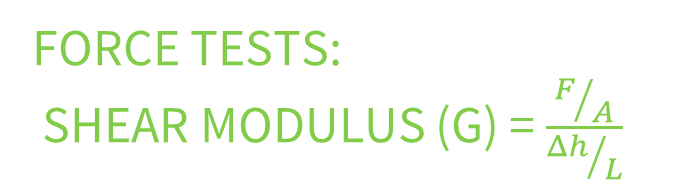 FORCE TESTS:
SHEAR MODULUS (G) = F/A / Δh/L